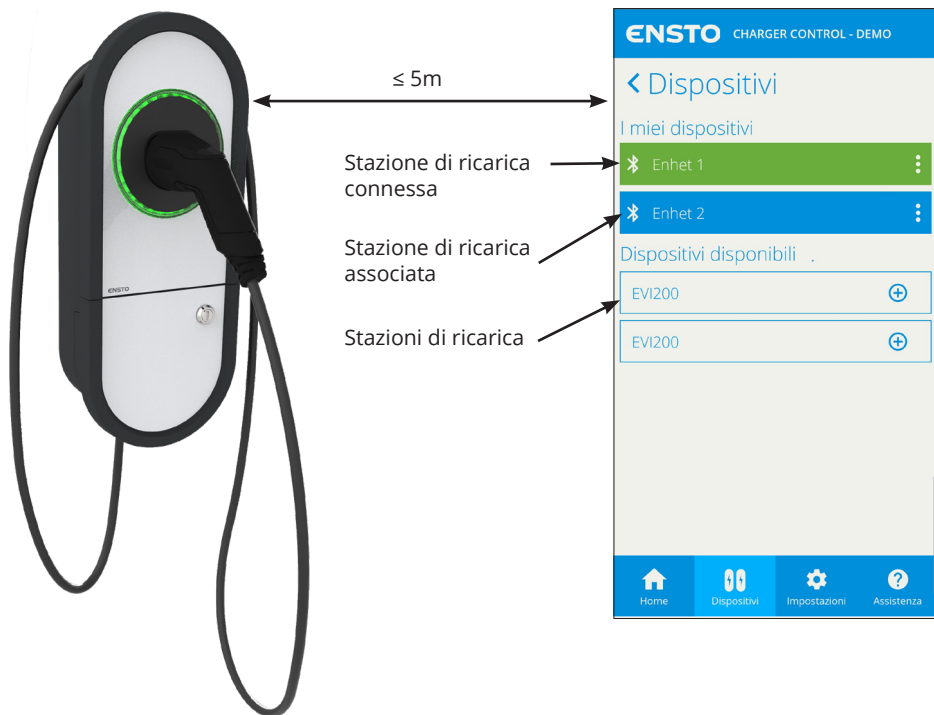 ENSTO CHARGER CONTROL - DEMO
≤ 5m
Dispositivi
I miei dispositivi
Stazione di ricarica
connessa
Enhet 1
Enhet 2
Stazione di ricarica
associata
Dispositivi disponibili .
EVI200
Stazioni di ricarica
EVI200
ENSTO
Home
Dispositivi
Impostazioni
Assistenza